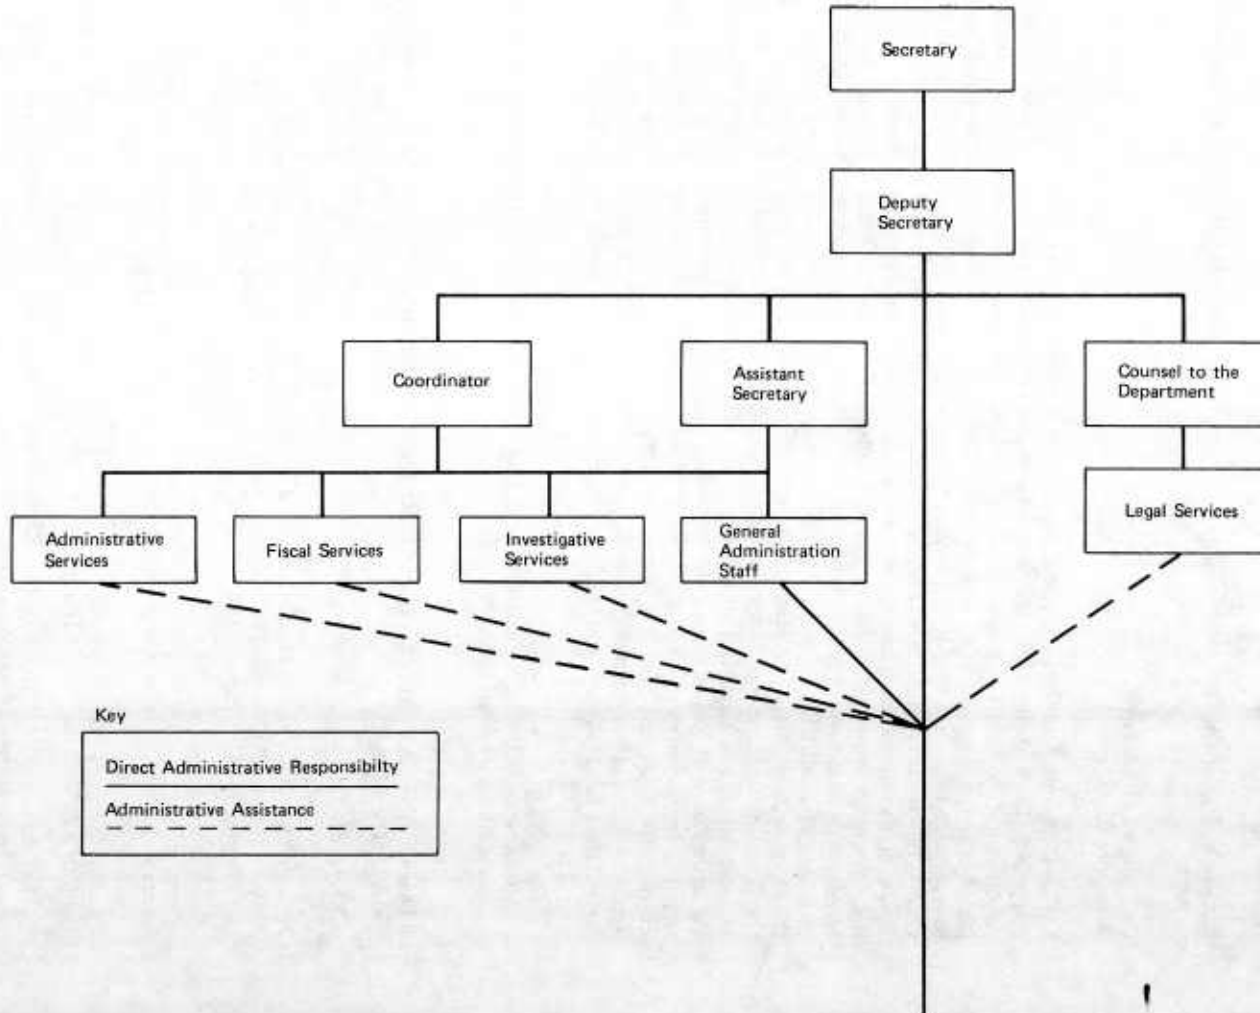 Secretary
Deputy
Secretary
Coordinator
Assistant
Secretary
Counsel to the
Department
Administrative
Services
Fiscal Services
Investigative
Services
General
Administration
Staff
Legal Services
Key
Direct Administrative Responsibilty
Administrative Assistance